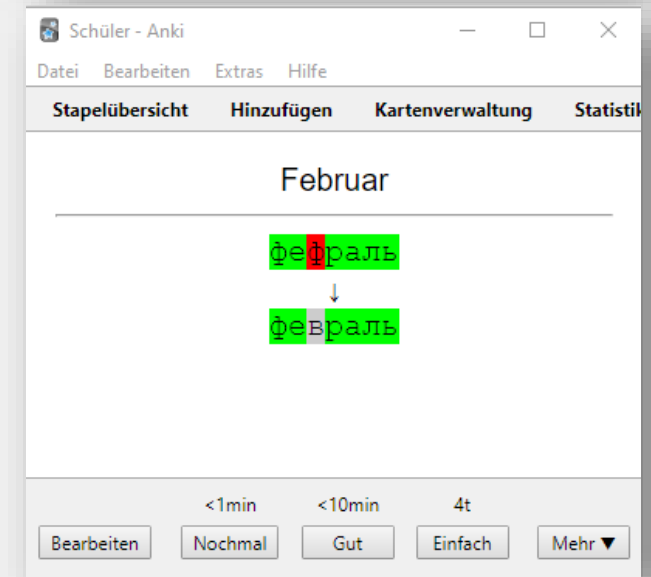 Schüler - Anki
Datei Bearbeiten Extras Hilfe
Stapelübersicht Hinzufügen Kartenverwaltung Statistik
Februar
фефраль
↓
февраль
<1min <10min 4t
Bearbeiten Nochmal Gut Einfach Mehr ▼